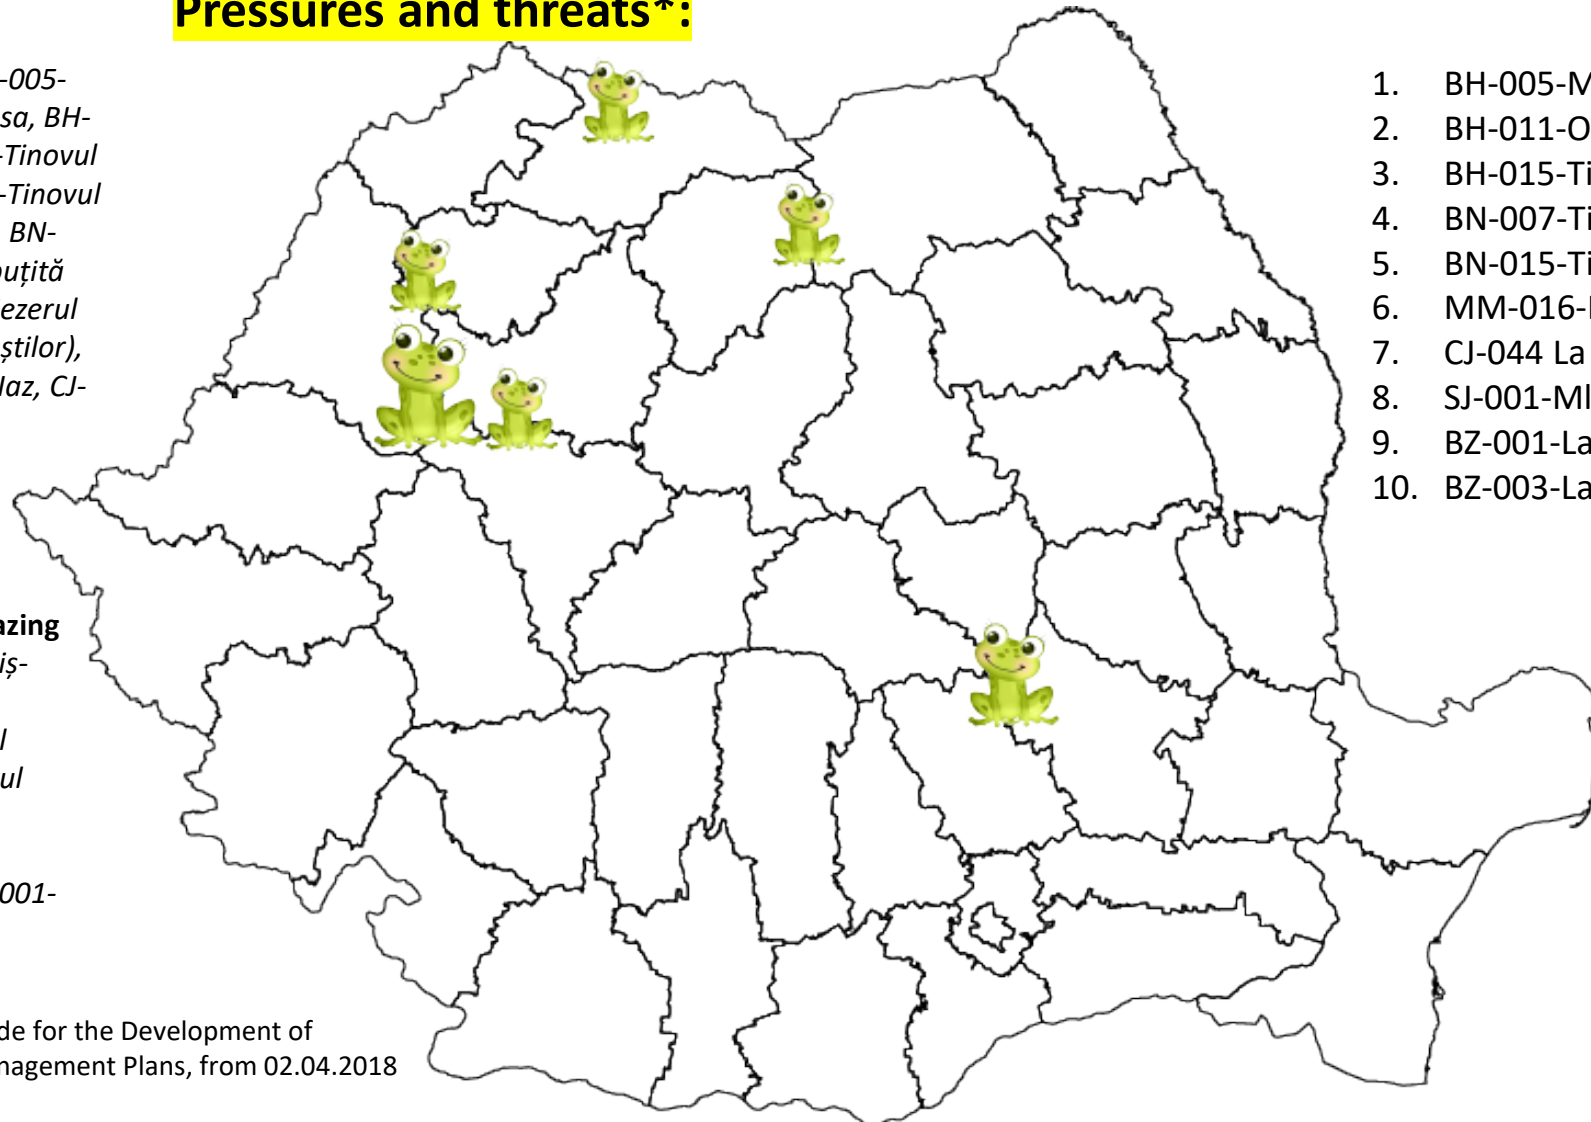 Pressures and threats*:
-005-
sa, BH-
-Tinovul
-Tinovul
BN-
puțită
ezerul
știlor),
Iaz, CJ-
azing
iș-
l
ul
001-
de for the Development of
nagement Plans, from 02.04.2018
1. BH-005-M
2. BH-011-O
3. BH-015-Ti
4. BN-007-Ti
5. BN-015-Ti
6. MM-016-
7. CJ-044 La
8. SJ-001-Ml
9. BZ-001-La
10. BZ-003-La